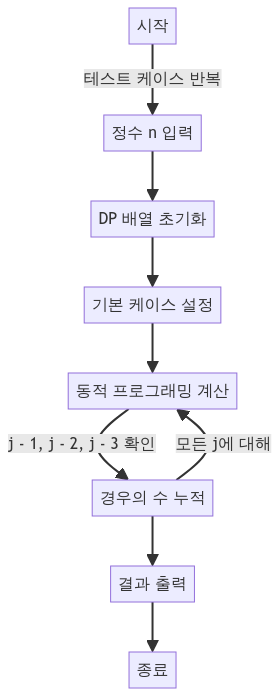 시작
테스트 케이스 반복
정수 n 입력
DP 배열 초기화
기본 케이스 설정
동적 프로그래밍 계산
j - 1, j - 2, j - 3 확인
모든 j에 대해
경우의 수 누적
결과 출력
종료